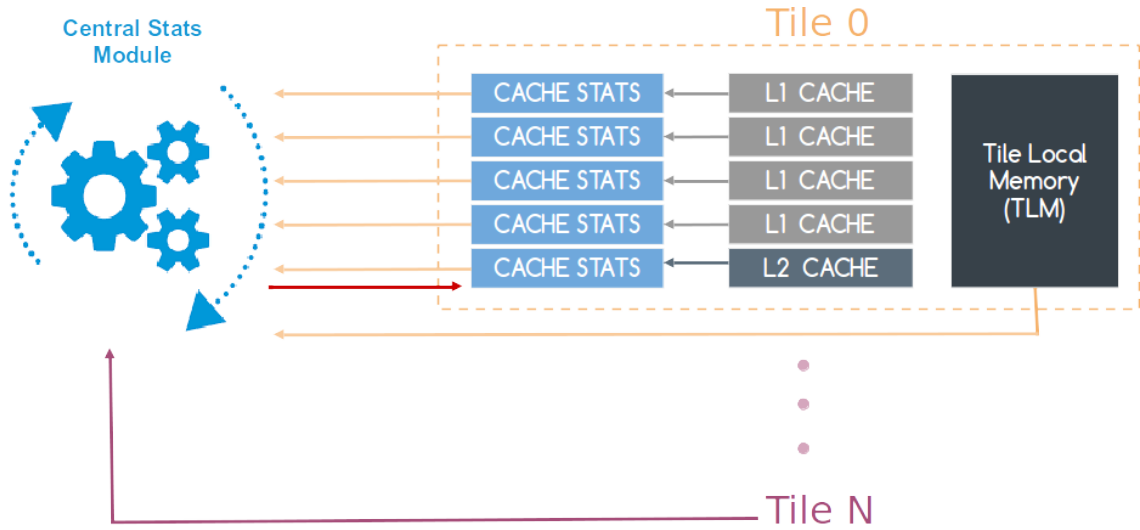 Central Stats
Module
Tile 0
CACHE STATS
L1 CACHE
CACHE STATS
L1 CACHE
CACHE STATS
L1 CACHE
CACHE STATS
L1 CACHE
CACHE STATS
L2 CACHE
Tile Local
Memory
(TLM)
Tile N